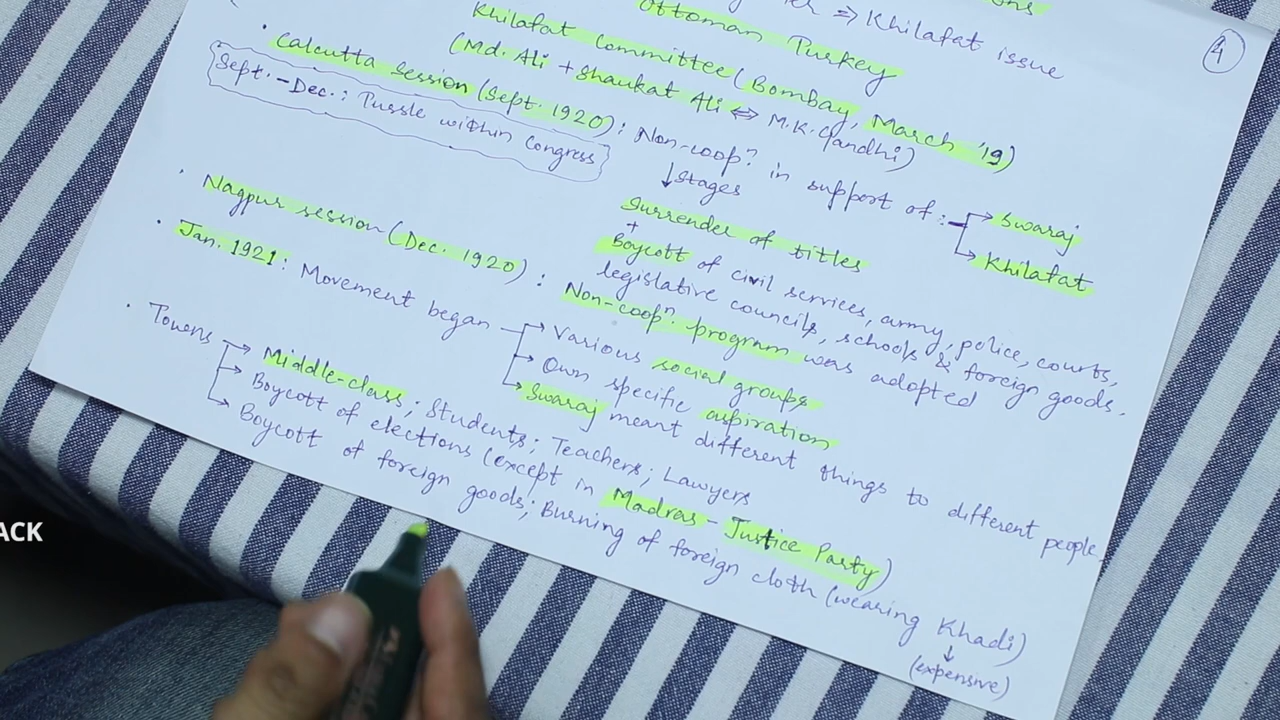 ons
⇒ Khilafat issue
4
Ottoman Turkey
Khilafat Committee (Bombay, March '19)
(Md. Ali + Shaukat Ali ⇔ M.K. Gandhi)
• Calcutta Session (Sept. 1920): Non-coop? in support of: → Swaraj
→ Khilafat
Sept. - Dec.: Tussle within Congress
↓ stages
Surrender of titles
+
Boycott of civil services, army, police, courts,
legislative councils, schools & foreign goods.
• Nagpur session (Dec. 1920): Non-coopn. program was adopted
• Jan. 1921: Movement began → Various social groups
→ Own specific aspiration
→ Swaraj meant different things to different people.
• Towns → Middle-class; Students; Teachers; Lawyers
→ Boycott of elections (except in Madras - Justice Party)
→ Boycott of foreign goods; Burning of foreign cloth (wearing Khadi)
↓
(expensive)
ACK